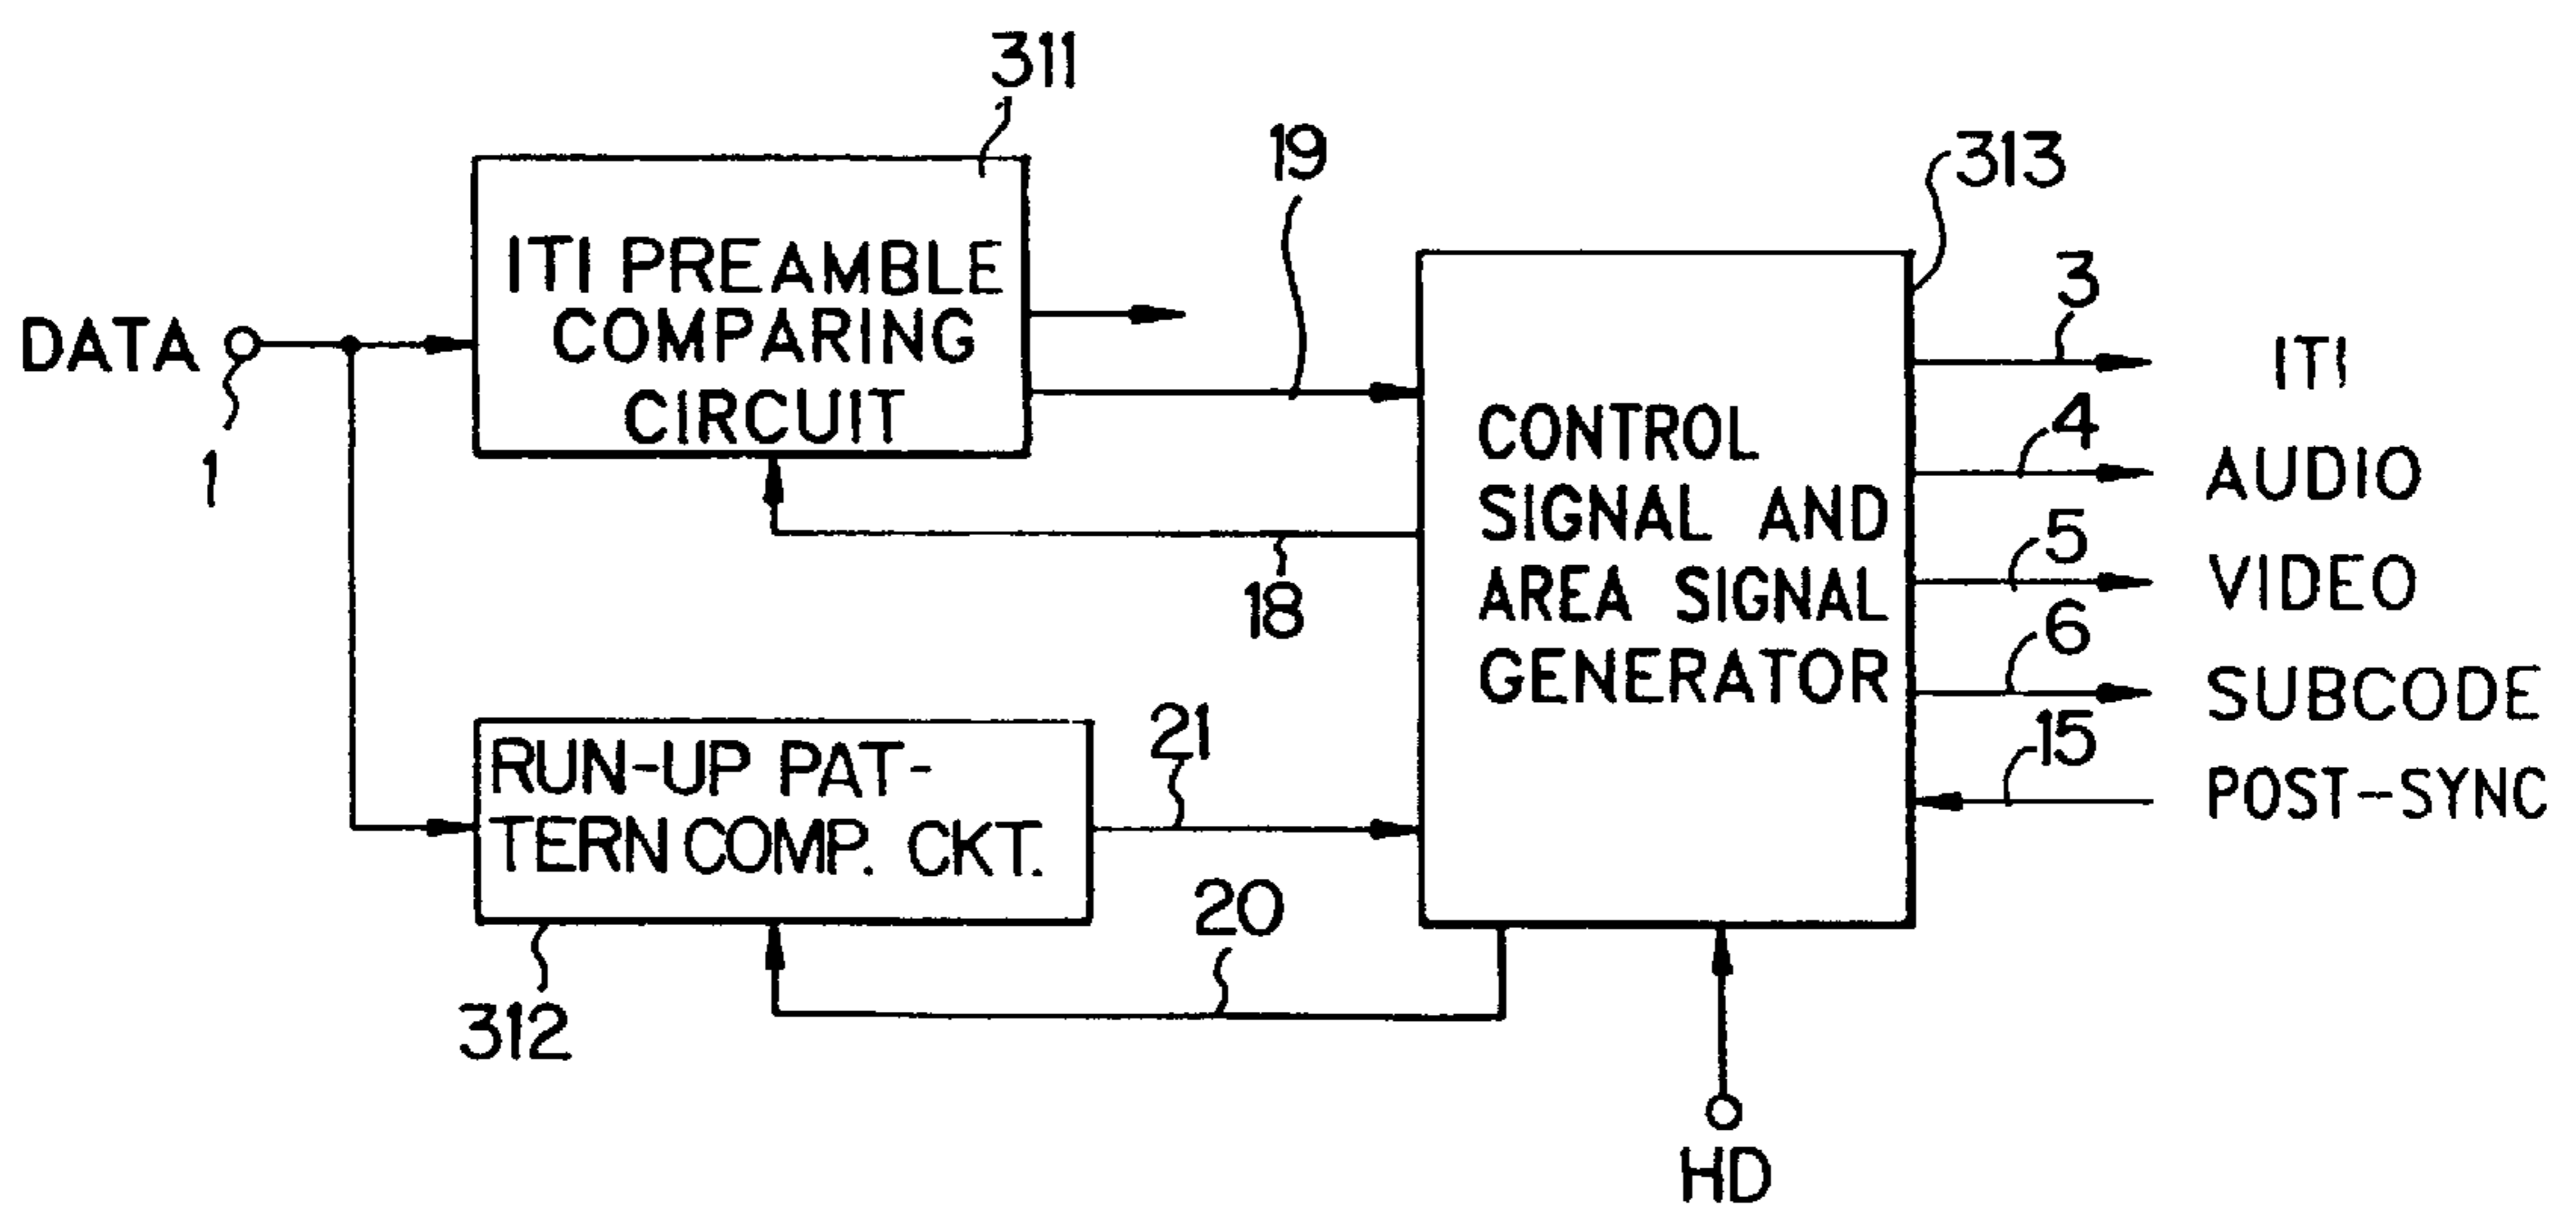 311
19
313
ITI PREAMBLE
COMPARING
CIRCUIT
DATA
1
3
ITI
4
AUDIO
CONTROL
SIGNAL AND
AREA SIGNAL
GENERATOR
5
VIDEO
18
6
SUBCODE
15
POST-SYNC
21
RUN-UP PAT-
TERN COMP. CKT.
20
312
HD